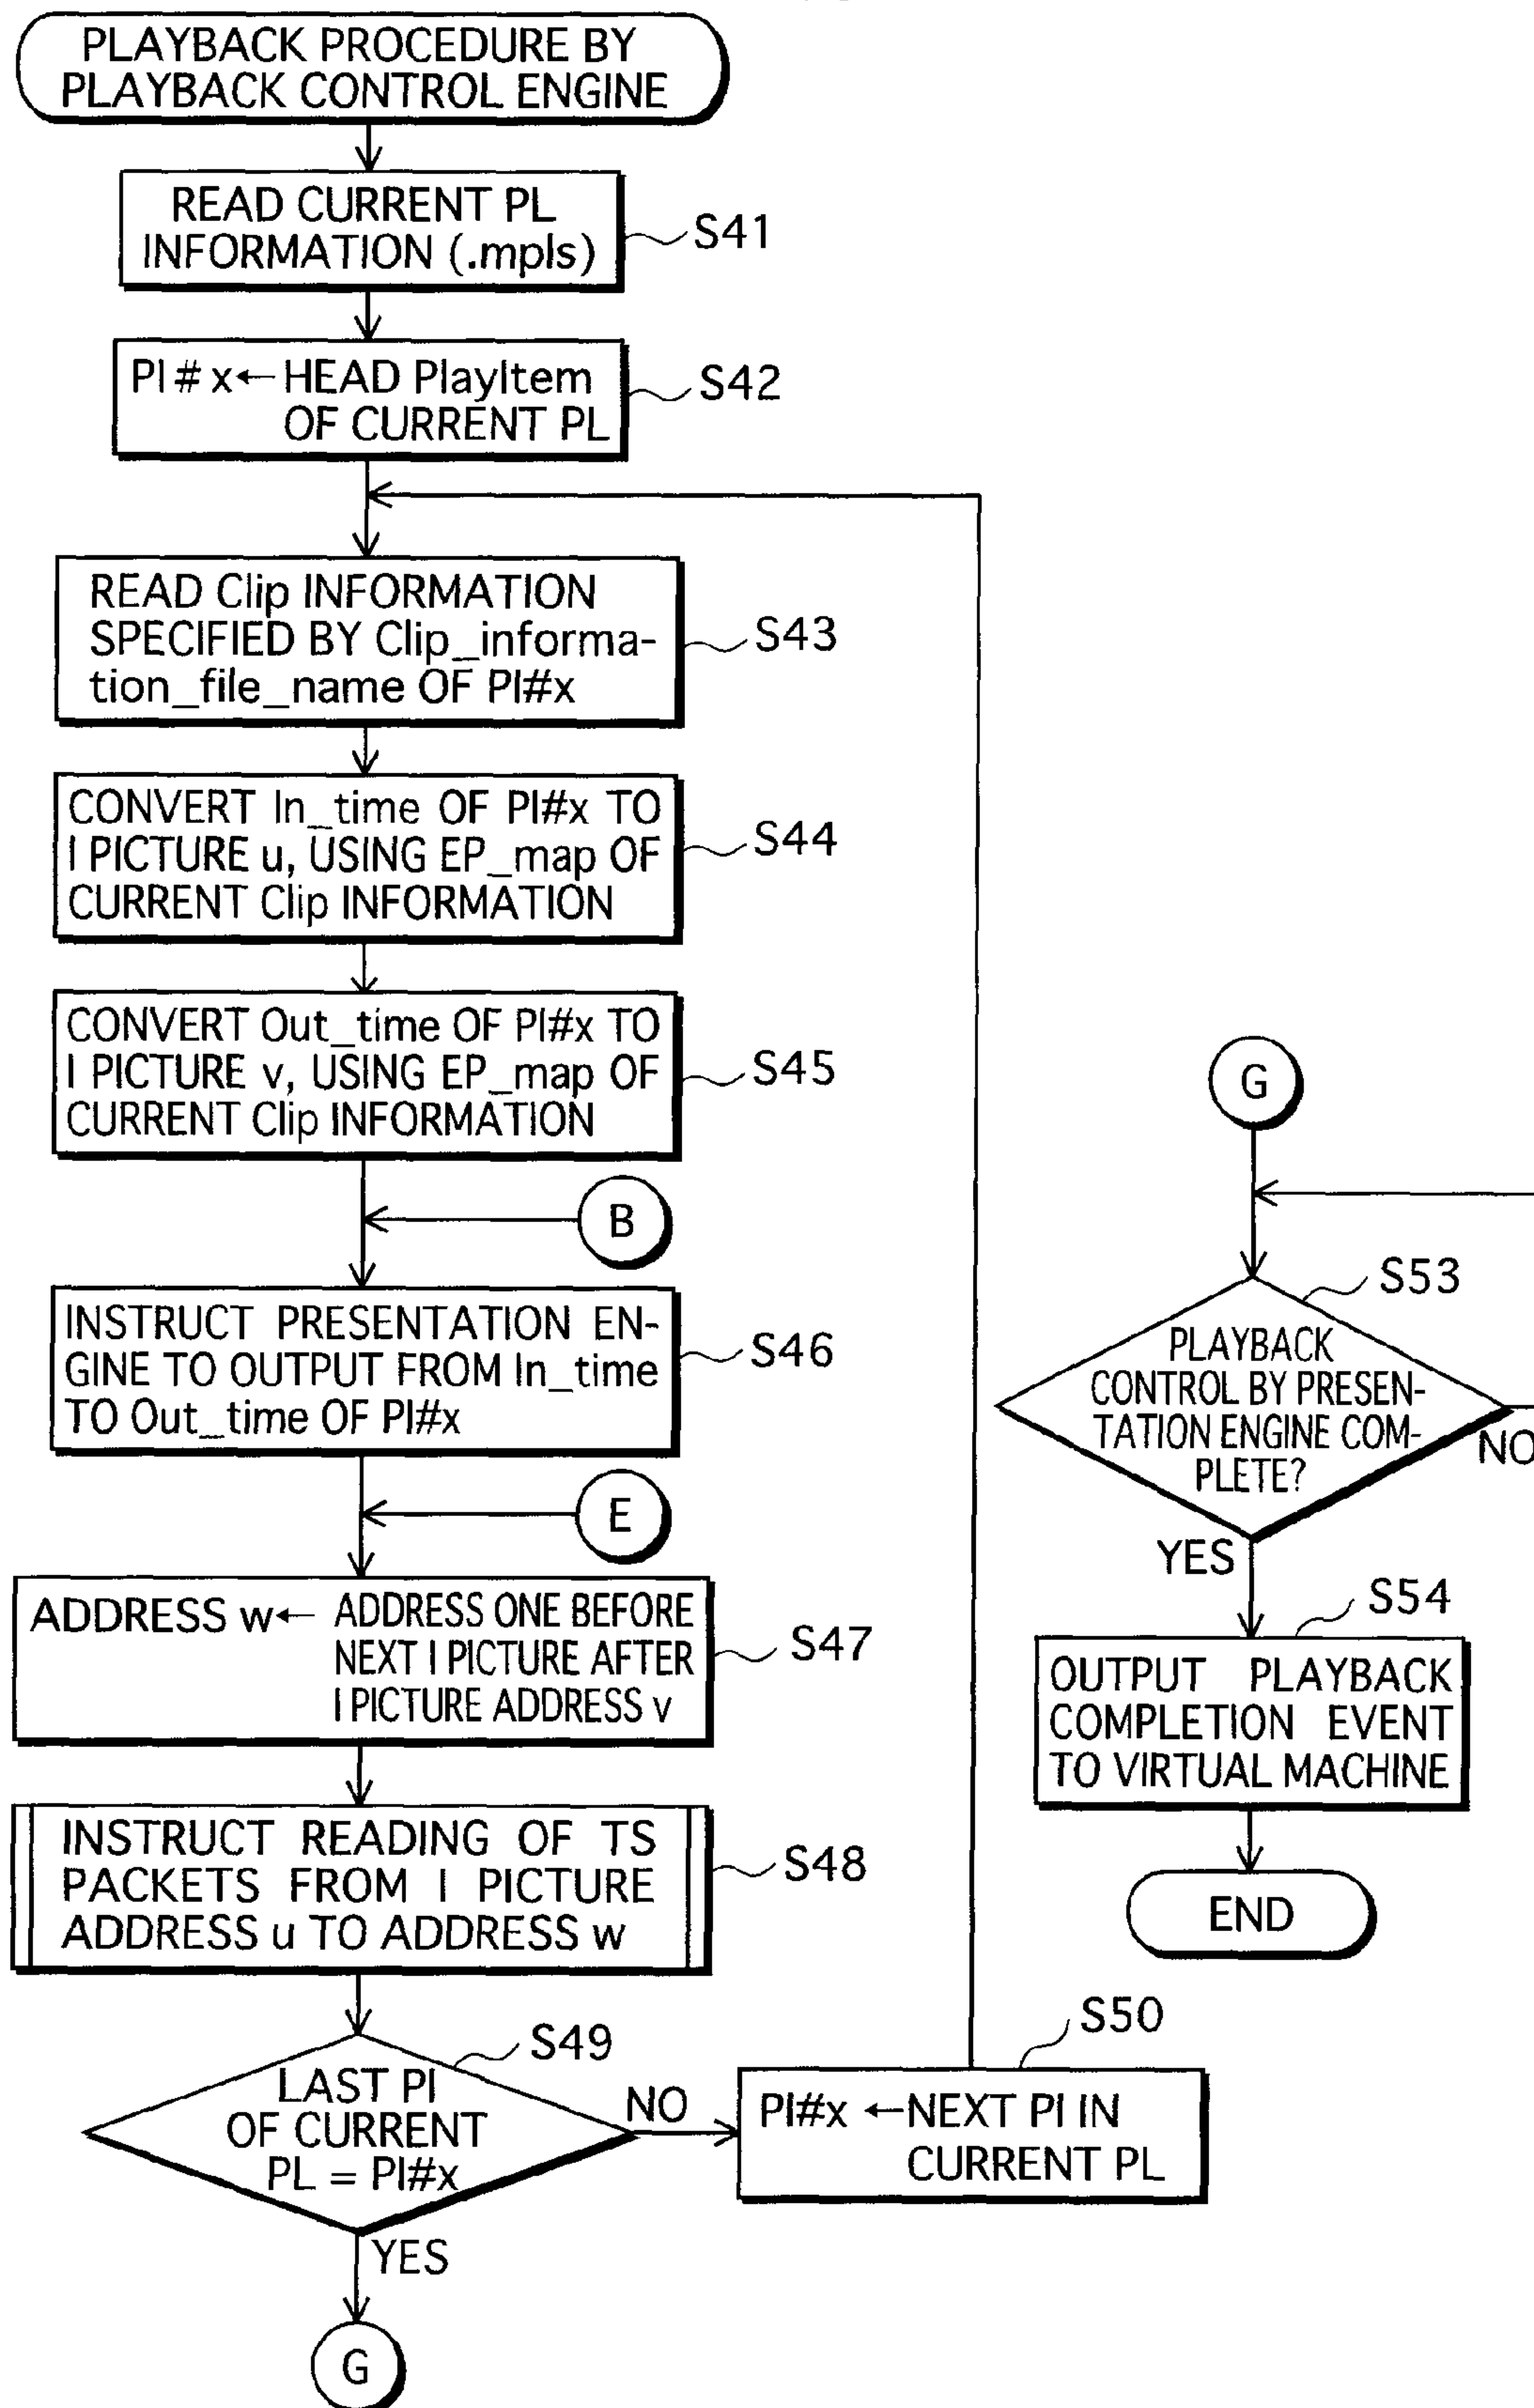 PLAYBACK PROCEDURE BY
PLAYBACK CONTROL ENGINE
READ CURRENT PL
INFORMATION (.mpls)
S41
PI # x← HEAD PlayItem
OF CURRENT PL
S42
READ Clip INFORMATION
SPECIFIED BY Clip_informa-
tion_file_name OF PI#x
S43
CONVERT In_time OF PI#x TO
I PICTURE u, USING EP_map OF
CURRENT Clip INFORMATION
S44
CONVERT Out_time OF PI#x TO
I PICTURE v, USING EP_map OF
CURRENT Clip INFORMATION
S45
B
INSTRUCT PRESENTATION EN-
GINE TO OUTPUT FROM In_time
TO Out_time OF PI#x
S46
E
ADDRESS w← ADDRESS ONE BEFORE
NEXT I PICTURE AFTER
I PICTURE ADDRESS v
S47
INSTRUCT READING OF TS
PACKETS FROM I PICTURE
ADDRESS u TO ADDRESS w
S48
LAST PI
OF CURRENT
PL = PI#x
S49
NO
YES
PI#x ←NEXT PI IN
CURRENT PL
S50
G
G
PLAYBACK
CONTROL BY PRESEN-
TATION ENGINE COM-
PLETE?
S53
NO
YES
OUTPUT PLAYBACK
COMPLETION EVENT
TO VIRTUAL MACHINE
S54
END